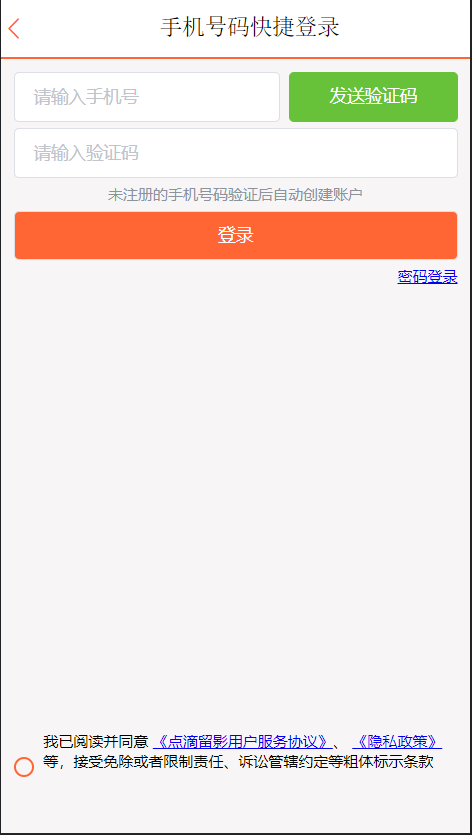 手机号码快捷登录
请输入手机号
发送验证码
请输入验证码
未注册的手机号码验证后自动创建账户
登录
密码登录
我已阅读并同意 《点滴留影用户服务协议》、 《隐私政策》
等，接受免除或者限制责任、诉讼管辖约定等粗体标示条款